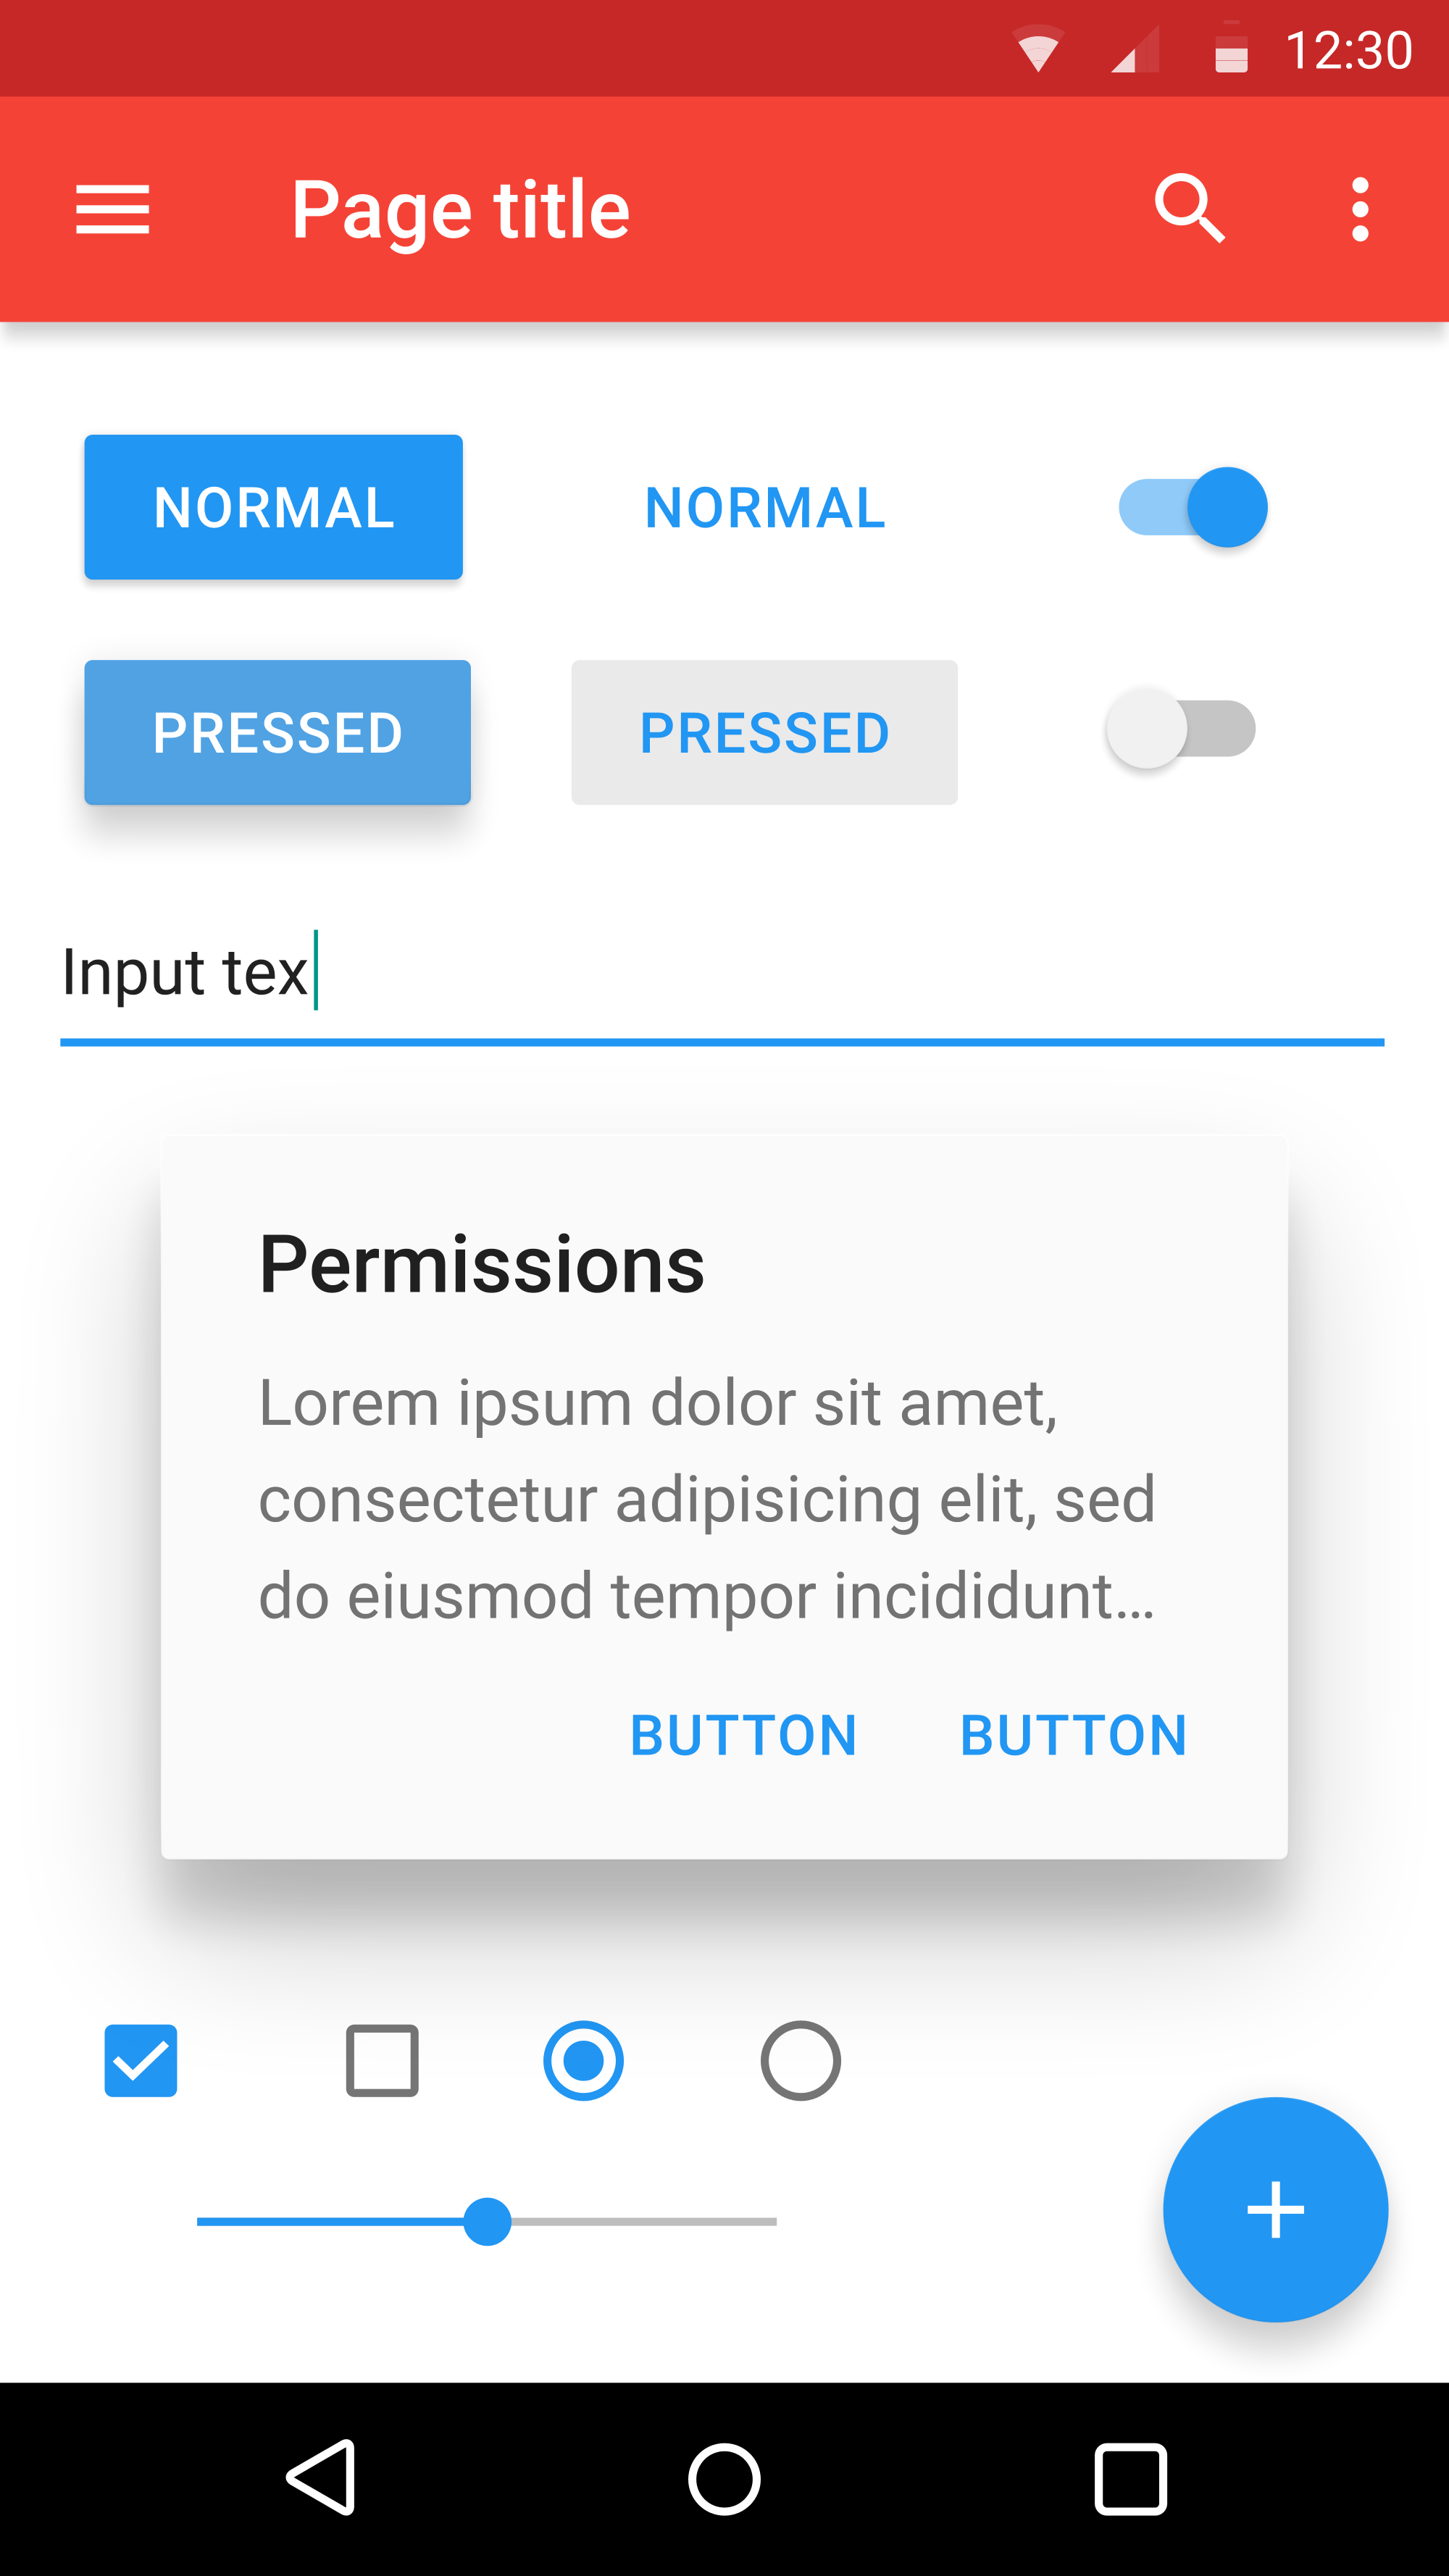 12:30
Page title
NORMAL NORMAL
PRESSED PRESSED
Input tex
Permissions
Lorem ipsum dolor sit amet,
consectetur adipisicing elit, sed
do eiusmod tempor incididunt…
BUTTON BUTTON